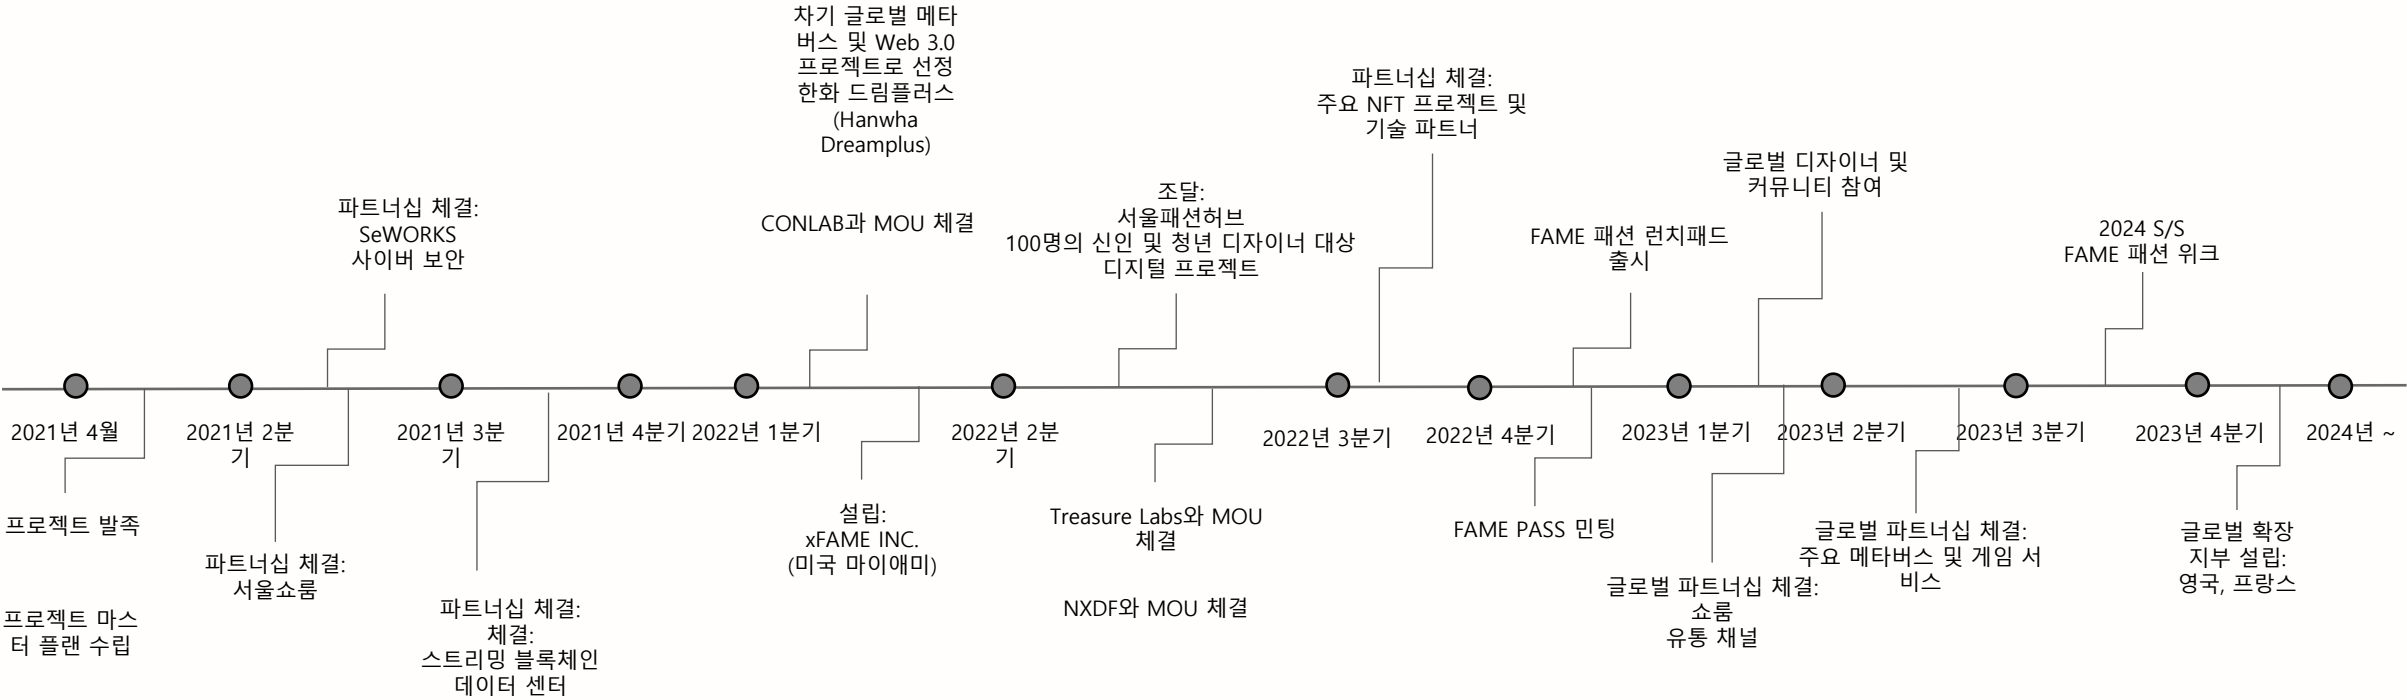 차기 글로벌 메타
버스 및 Web 3.0
프로젝트로 선정
한화 드림플러스
(Hanwha
Dreamplus)
파트너십 체결:
주요 NFT 프로젝트 및
기술 파트너
글로벌 디자이너 및
커뮤니티 참여
파트너십 체결:
SeWORKS
사이버 보안
CONLAB과 MOU 체결
조달:
서울패션허브
100명의 신인 및 청년 디자이너 대상
디지털 프로젝트
FAME 패션 런치패드
출시
2024 S/S
FAME 패션 위크
2021년 4월
2021년 2분
기
2021년 3분
기
2021년 4분기
2022년 1분기
2022년 2분
기
2022년 3분기
2022년 4분기
2023년 1분기
2023년 2분기
2023년 3분기
2023년 4분기
2024년 ~
프로젝트 발족
프로젝트 마스
터 플랜 수립
파트너십 체결:
서울쇼룸
파트너십 체결:
체결:
스트리밍 블록체인
데이터 센터
설립:
xFAME INC.
(미국 마이애미)
Treasure Labs와 MOU
체결
NXDF와 MOU 체결
FAME PASS 민팅
글로벌 파트너십 체결:
쇼룸
유통 채널
글로벌 파트너십 체결:
주요 메타버스 및 게임 서
비스
글로벌 확장
지부 설립:
영국, 프랑스